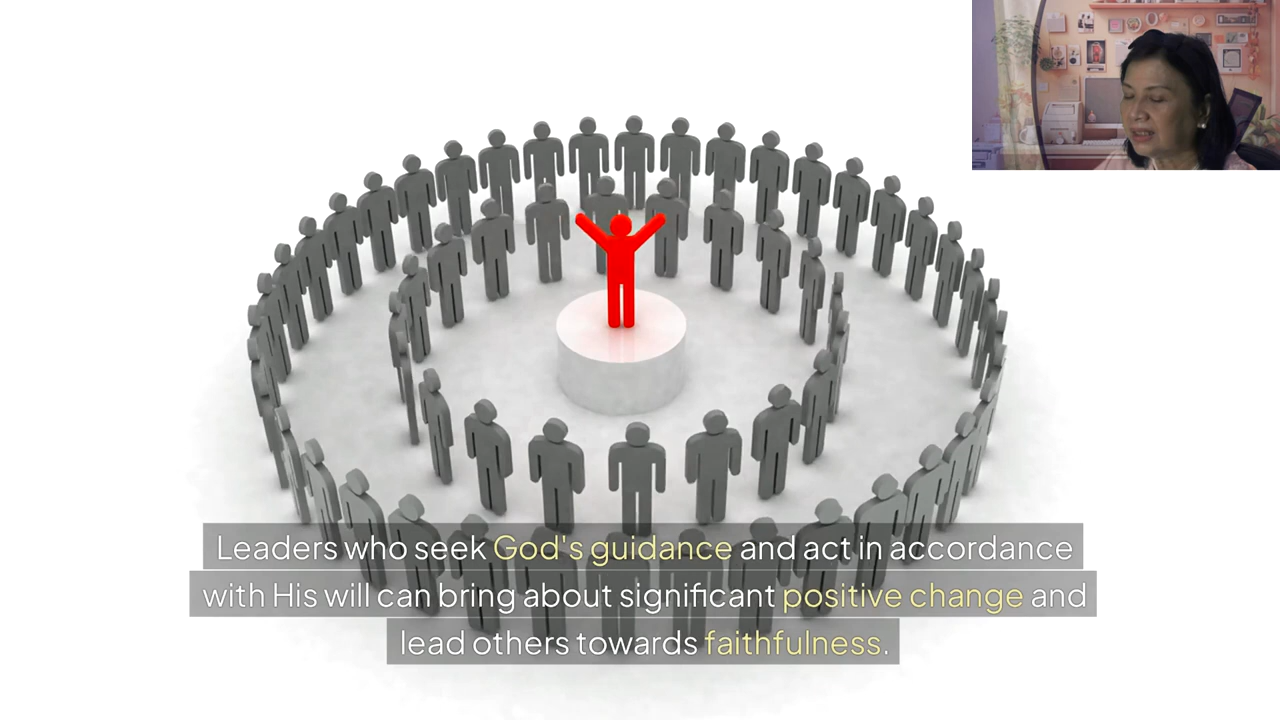 Leaders who seek God's guidance and act in accordance
with His will can bring about significant positive change and
lead others towards faithfulness.